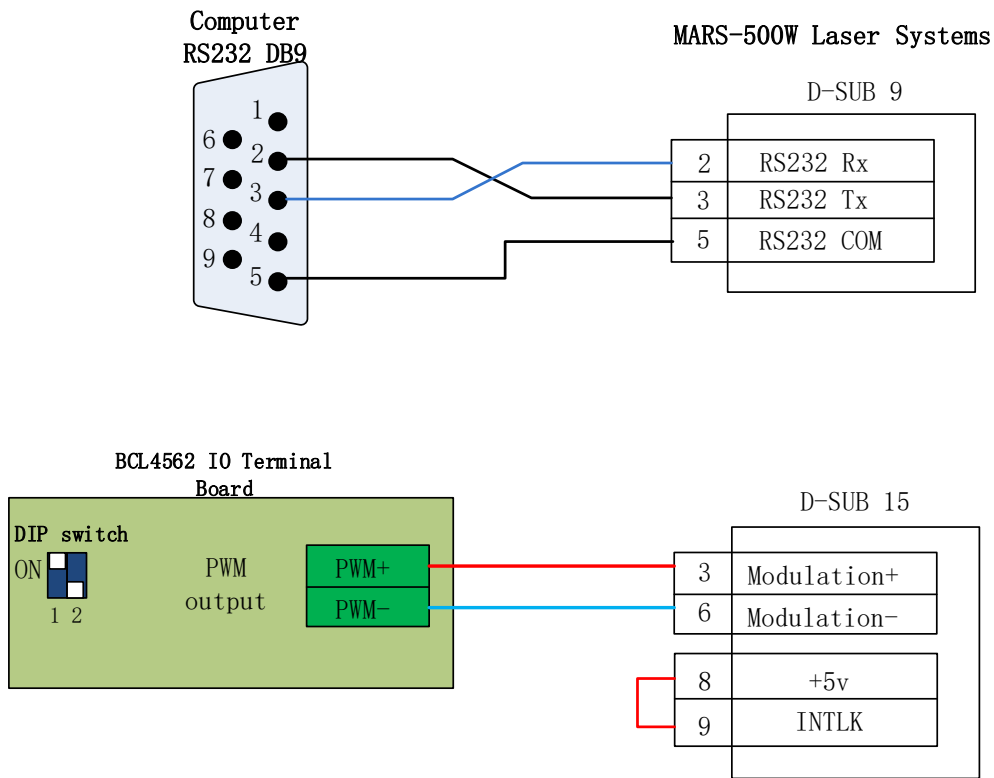 Computer
RS232 DB9
MARS-500W Laser Systems
D-SUB 9
1
6
2
7
3
8
4
9
5
2 RS232 Rx
3 RS232 Tx
5 RS232 COM
BCL4562 IO Terminal
Board
DIP switch
ON
1 2
PWM
output
PWM+
PWM-
D-SUB 15
3 Modulation+
6 Modulation-
8 +5v
9 INTLK